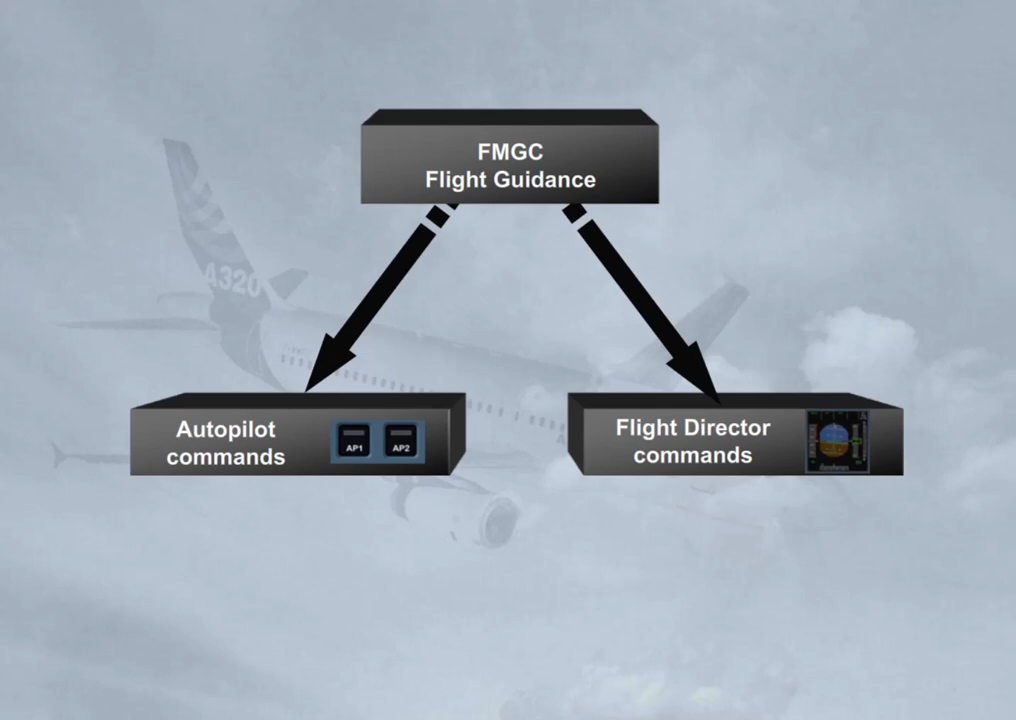 FMGC
Flight Guidance
A320
Autopilot
commands
AP1 AP2
Flight Director
commands